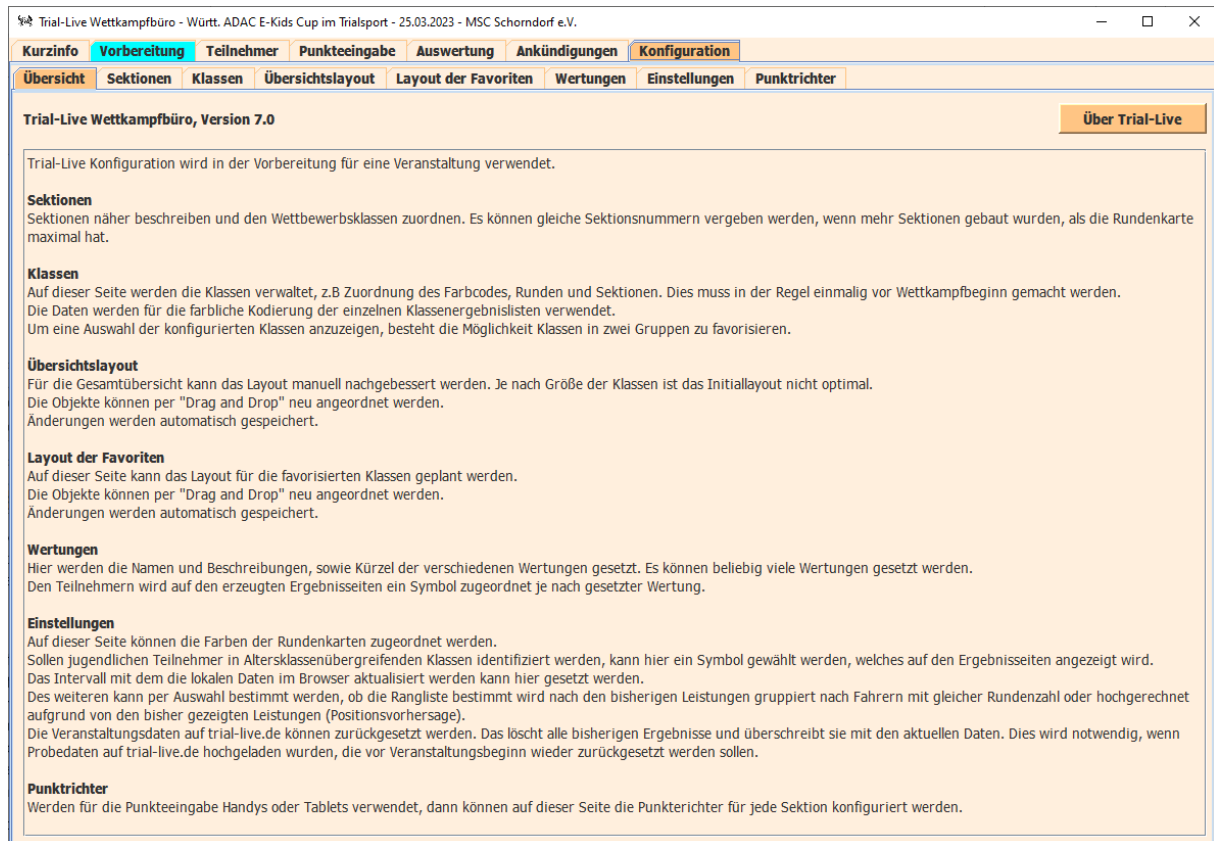 Trial-Live Wettkampfbüro - Württ. ADAC E-Kids Cup im Trialsport - 25.03.2023 - MSC Schorndorf e.V.
Kurzinfo Vorbereitung Teilnehmer Punkteeingabe Auswertung Ankündigungen Konfiguration
Übersicht Sektionen Klassen Übersichtslayout Layout der Favoriten Wertungen Einstellungen Punktrichter
Trial-Live Wettkampfbüro, Version 7.0
Über Trial-Live
Trial-Live Konfiguration wird in der Vorbereitung für eine Veranstaltung verwendet.
Sektionen
Sektionen näher beschreiben und den Wettbewerbsklassen zuordnen. Es können gleiche Sektionsnummern vergeben werden, wenn mehr Sektionen gebaut wurden, als die Rundenkarte
maximal hat.
Klassen
Auf dieser Seite werden die Klassen verwaltet, z.B Zuordnung des Farbcodes, Runden und Sektionen. Dies muss in der Regel einmalig vor Wettkampfbeginn gemacht werden.
Die Daten werden für die farbliche Kodierung der einzelnen Klassenergebnislisten verwendet.
Um eine Auswahl der konfigurierten Klassen anzuzeigen, besteht die Möglichkeit Klassen in zwei Gruppen zu favorisieren.
Übersichtslayout
Für die Gesamtübersicht kann das Layout manuell nachgebessert werden. Je nach Größe der Klassen ist das Initiallayout nicht optimal.
Die Objekte können per "Drag and Drop" neu angeordnet werden.
Änderungen werden automatisch gespeichert.
Layout der Favoriten
Auf dieser Seite kann das Layout für die favorisierten Klassen geplant werden.
Die Objekte können per "Drag and Drop" neu angeordnet werden.
Änderungen werden automatisch gespeichert.
Wertungen
Hier werden die Namen und Beschreibungen, sowie Kürzel der verschiedenen Wertungen gesetzt. Es können beliebig viele Wertungen gesetzt werden.
Den Teilnehmern wird auf den erzeugten Ergebnisseiten ein Symbol zugeordnet je nach gesetzter Wertung.
Einstellungen
Auf dieser Seite können die Farben der Rundenkarten zugeordnet werden.
Sollen jugendlichen Teilnehmer in Altersklassenübergreifenden Klassen identifiziert werden, kann hier ein Symbol gewählt werden, welches auf den Ergebnisseiten angezeigt wird.
Das Intervall mit dem die lokalen Daten im Browser aktualisiert werden kann hier gesetzt werden.
Des weiteren kann per Auswahl bestimmt werden, ob die Rangliste bestimmt wird nach den bisherigen Leistungen gruppiert nach Fahrern mit gleicher Rundenzahl oder hochgerechnet
aufgrund von den bisher gezeigten Leistungen (Positionsvorhersage).
Die Veranstaltungsdaten auf trial-live.de können zurückgesetzt werden. Das löscht alle bisherigen Ergebnisse und überschreibt sie mit den aktuellen Daten. Dies wird notwendig, wenn
Probedaten auf trial-live.de hochgeladen wurden, die vor Veranstaltungsbeginn wieder zurückgesetzt werden sollen.
Punktrichter
Werden für die Punkteeingabe Handys oder Tablets verwendet, dann können auf dieser Seite die Punkterichter für jede Sektion konfiguriert werden.